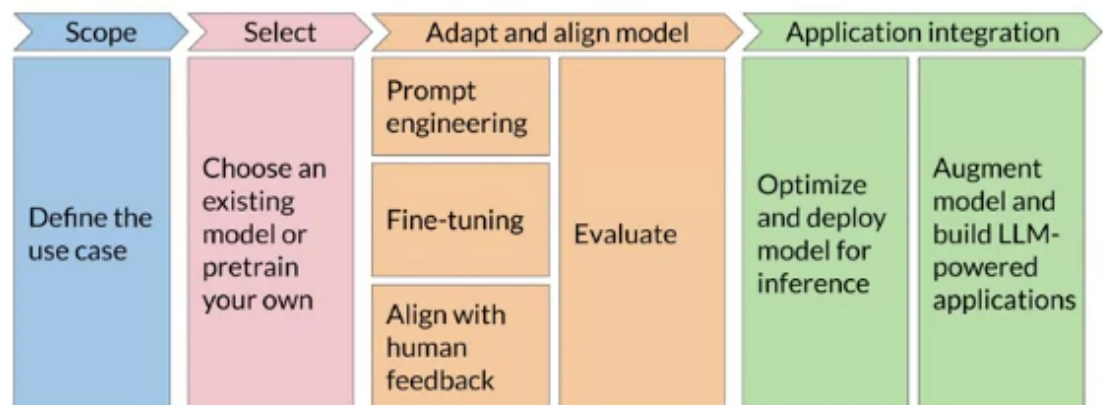 Scope
Select
Adapt and align model
Application integration
Define the
use case
Choose an
existing
model or
pretrain
your own
Prompt
engineering
Fine-tuning
Align with
human
feedback
Evaluate
Optimize
and deploy
model for
inference
Augment
model and
build LLM-
powered
applications